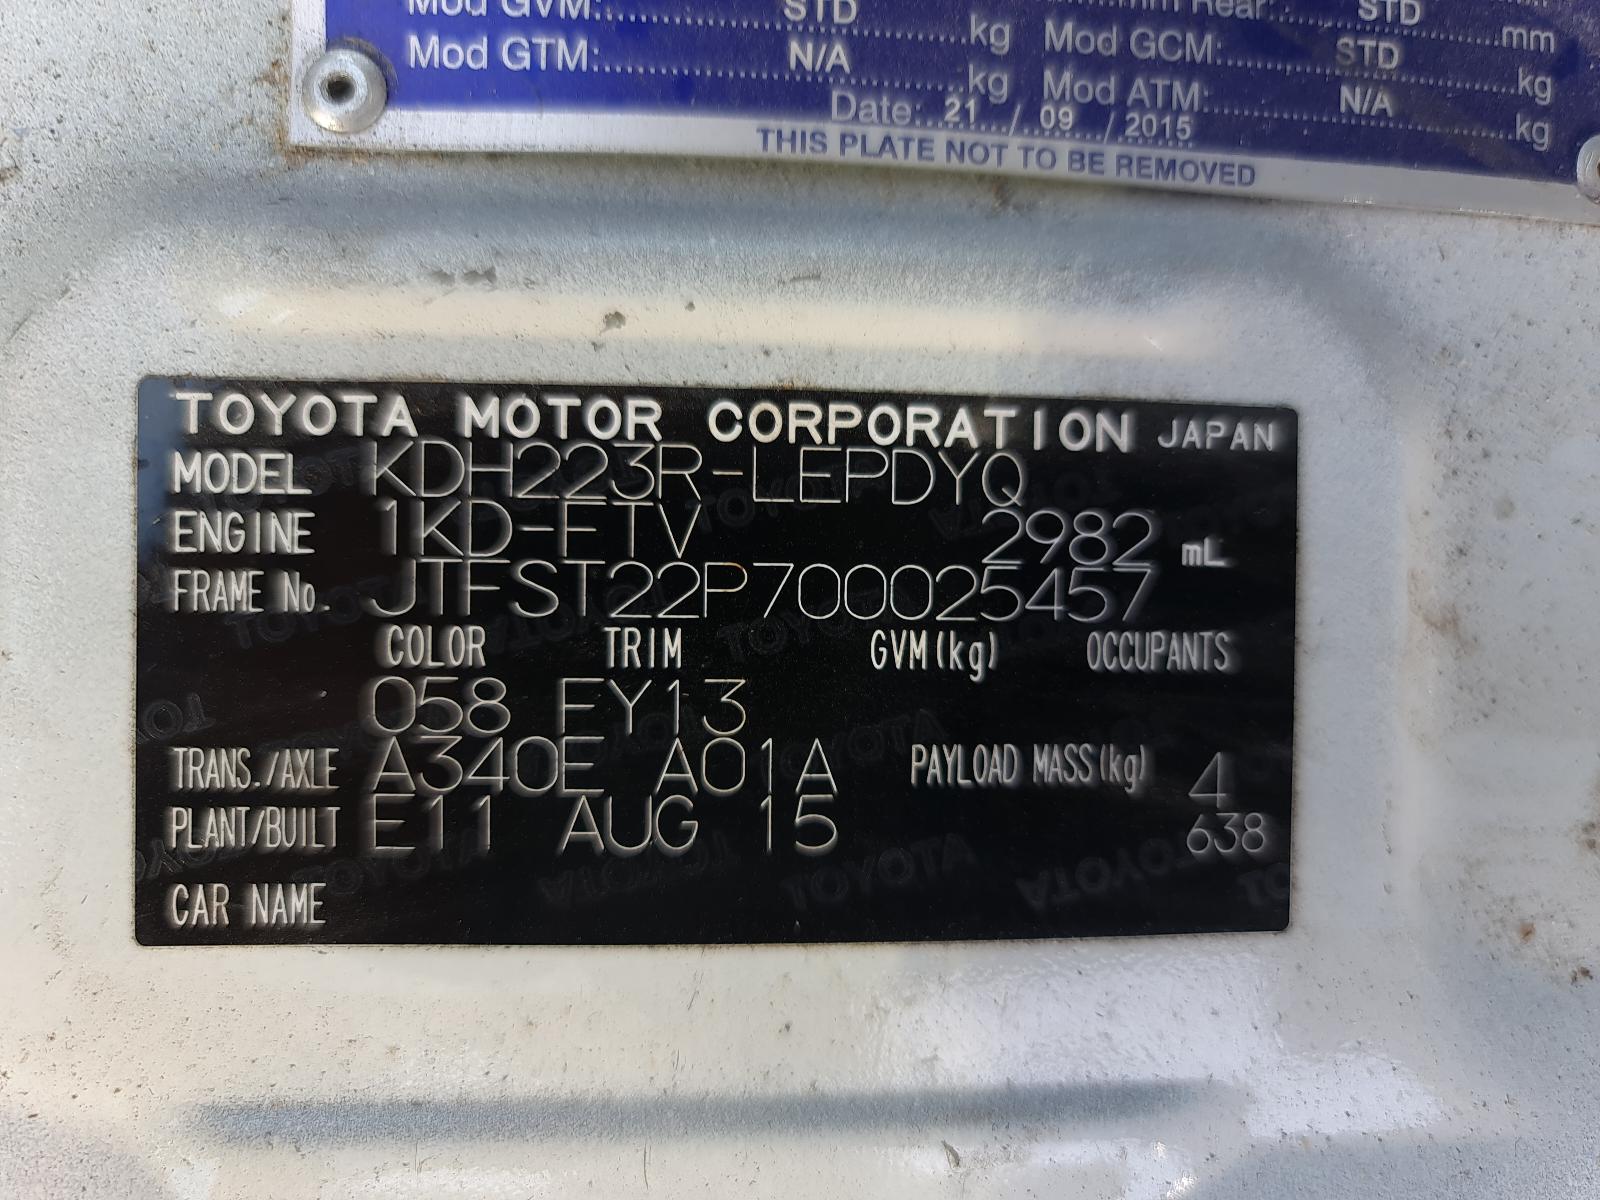 Mod GVM:..................STD..............kg
Rear:........STD..........mm
Mod GTM:..................N/A..............kg Mod GCM:..............STD..............kg
Mod ATM:..............N/A..............kg
Date:..21.../..09.../.2015
THIS PLATE NOT TO BE REMOVED
TOYOTA MOTOR CORPORATION JAPAN
MODEL KDH223R-LEPDYQ
ENGINE 1KD-FTV 2982 mL
FRAME No. JTFST22P700025457
COLOR TRIM GVM(kg) OCCUPANTS
058 FY13
TRANS./AXLE A340E A01A PAYLOAD MASS(kg) 4
PLANT/BUILT E11 AUG 15 638
CAR NAME